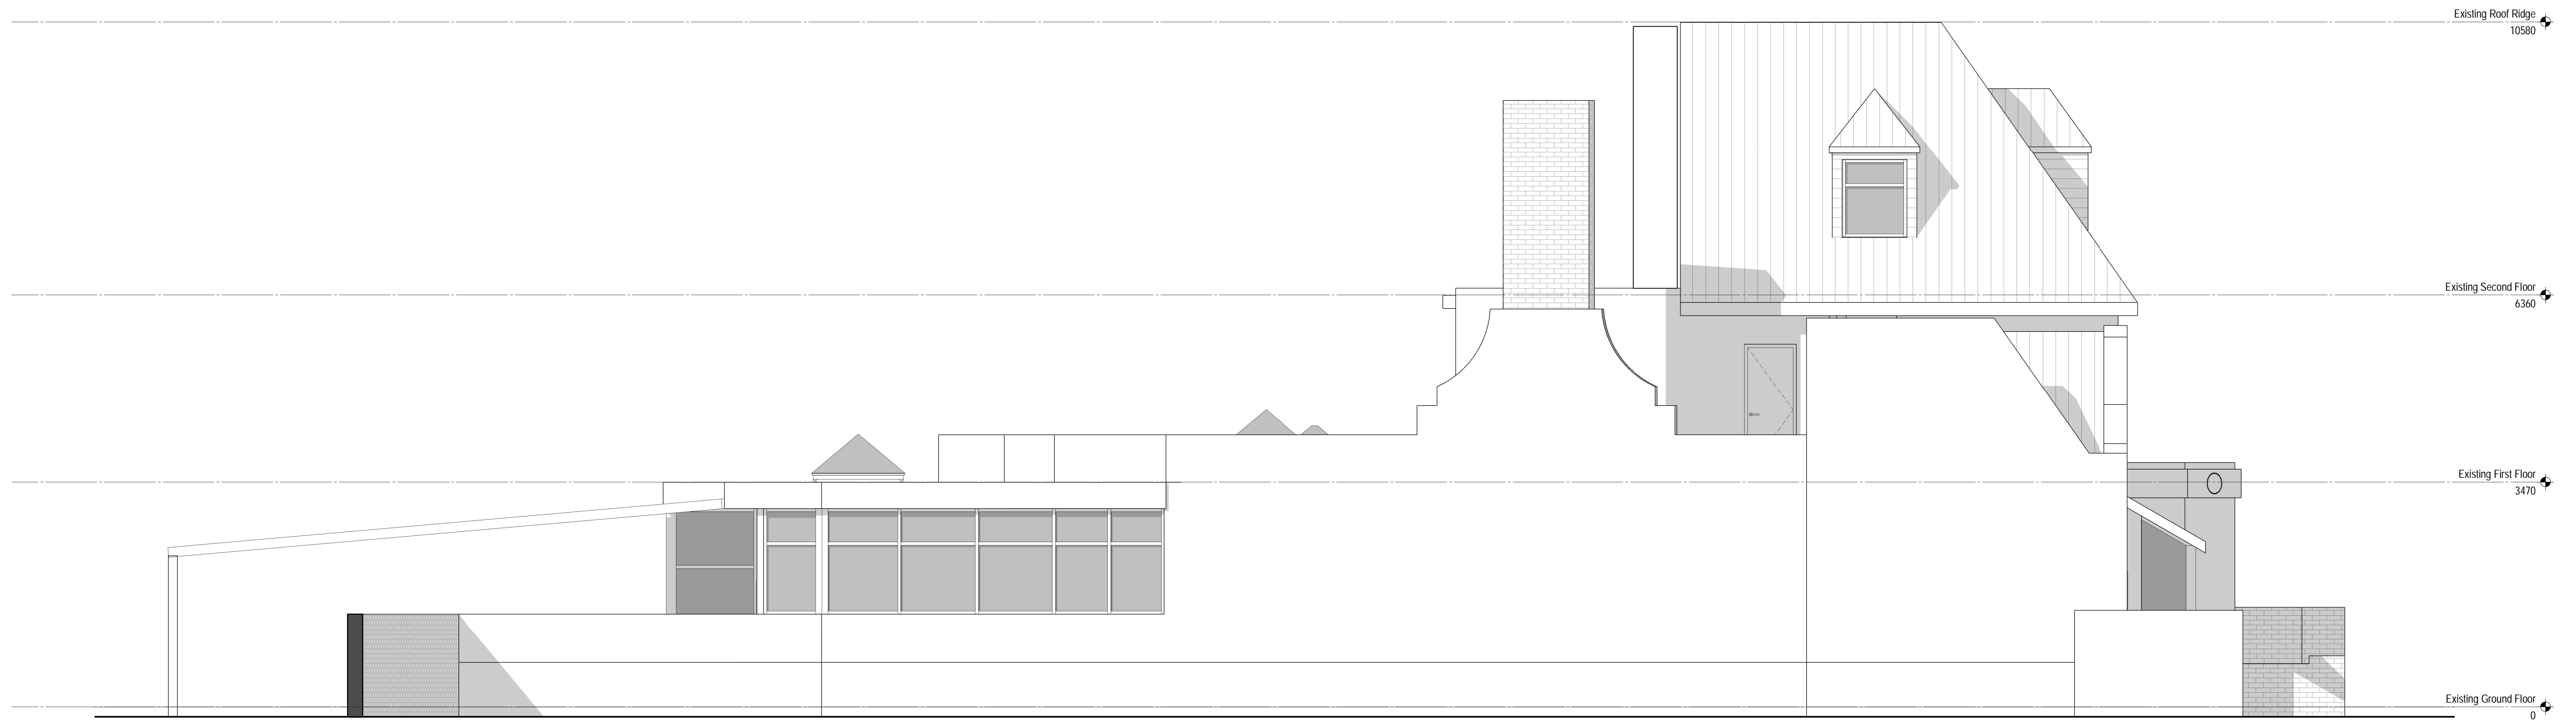 Existing Roof Ridge
10580
Existing Second Floor
6360
Existing First Floor
3470
Existing Ground Floor
0